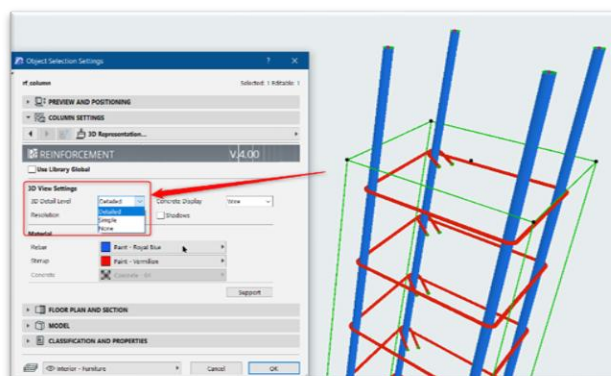 Object Selection Settings
rf_column
Selected: 1 Editable: 1
PREVIEW AND POSITIONING
COLUMN SETTINGS
3D Representation...
REINFORCEMENT V.4.00
Use Library Global
3D View Settings
3D Detail Level Detailed Concrete Display None
Detailed
Resolution Simple Shadows
None
Material
Rebar Paint - Royal Blue
Stirrup Paint - Vermilion
Concrete Concrete - 01
Support
FLOOR PLAN AND SECTION
MODEL
CLASSIFICATION AND PROPERTIES
Interior - Furniture Cancel OK